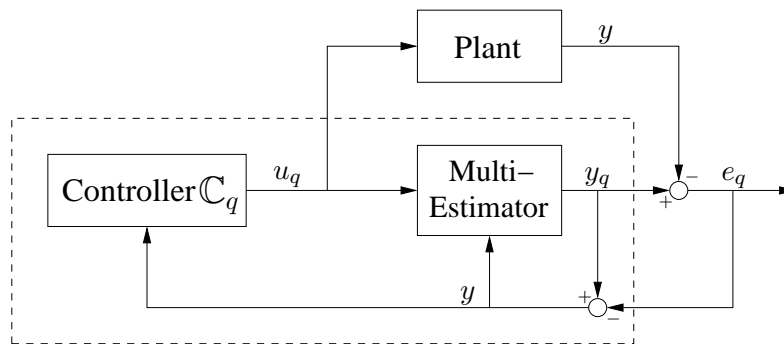 Plant
y
−
Controller ℂ_q
u_q
Multi−
Estimator
y_q
+
e_q
y
+
−